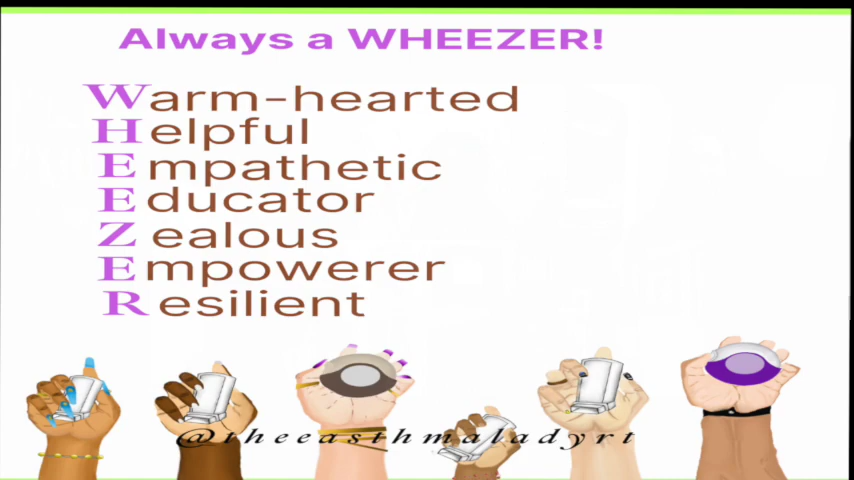 Always a WHEEZER!
Warm-hearted
Helpful
Empathetic
Educator
Zealous
Empowerer
Resilient
@theeasthmaladyrt